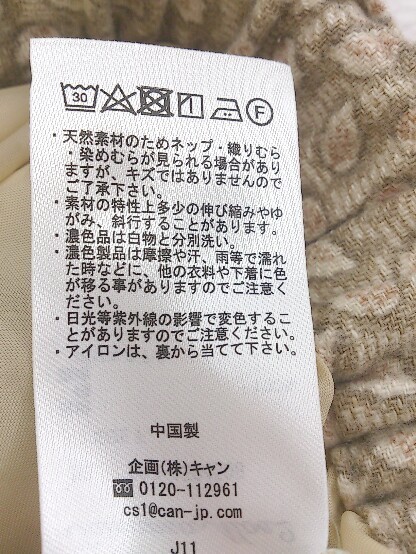 30 F
・天然素材のためネップ・織りむら
・染めむらが見られる場合があり
ますが、キズではありませんので
ご了承下さい。
・素材の特性上多少の伸び縮みやゆ
がみ、斜行することがあります。
・濃色品は白物と分別洗い。
・濃色製品は摩擦や汗、雨等で濡れ
た時などに、他の衣料や下着に色
が移る事がありますのでご注意く
ださい。
・日光等紫外線の影響で変色するこ
とがありますのでご注意ください。
・アイロンは、裏から当てて下さい。
中国製
企画(株)キャン
0120-112961
cs1@can-jp.com
J11